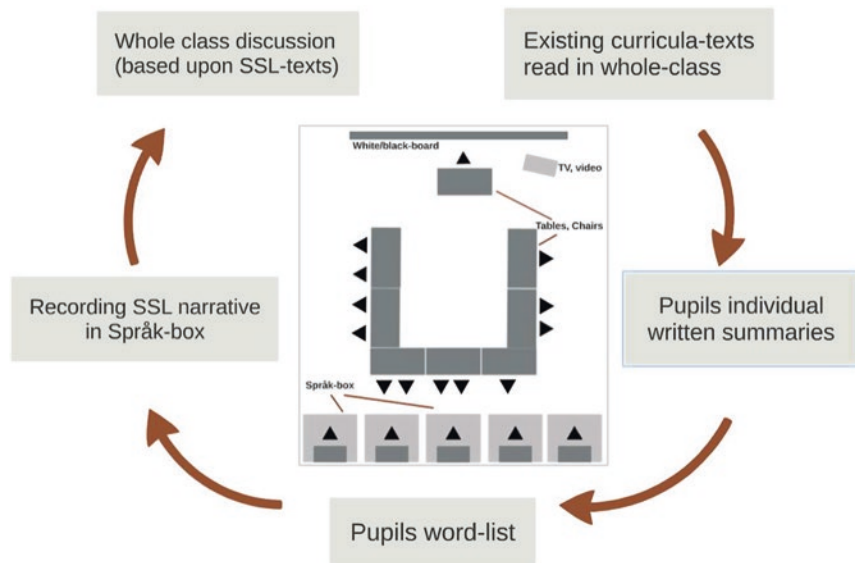 Whole class discussion
(based upon SSL-texts)
Existing curricula-texts
read in whole-class
White/black-board
TV, video
Tables, Chairs
Recording SSL narrative
in Språk-box
Pupils individual
written summaries
Språk-box
Pupils word-list